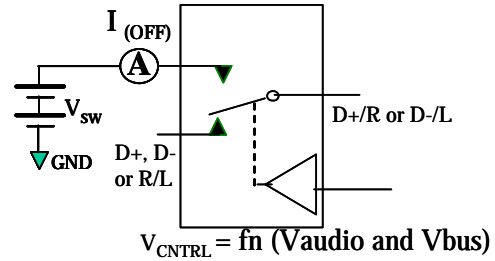 I (OFF)
A
Vsw
GND
D+, D-
or R/L
D+/R or D-/L
VCNTRL = fn (Vaudio and Vbus)